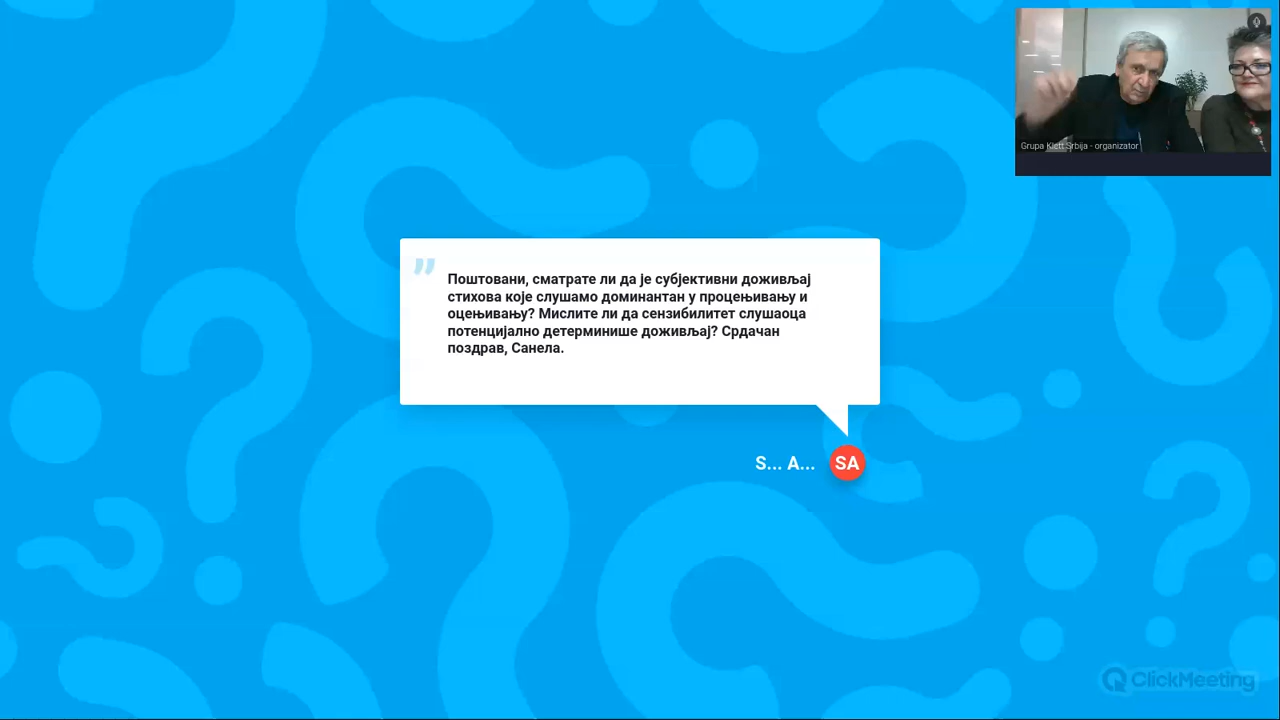 Grupa Klett Srbija - organizator
"
Поштовани, сматрате ли да је субјективни доживљај
стихова које слушамо доминантан у процењивању и
оцењивању? Мислите ли да сензибилитет слушаоца
потенцијално детерминише доживљај? Срдачан
поздрав, Санела.
S... A... SA
ClickMeeting